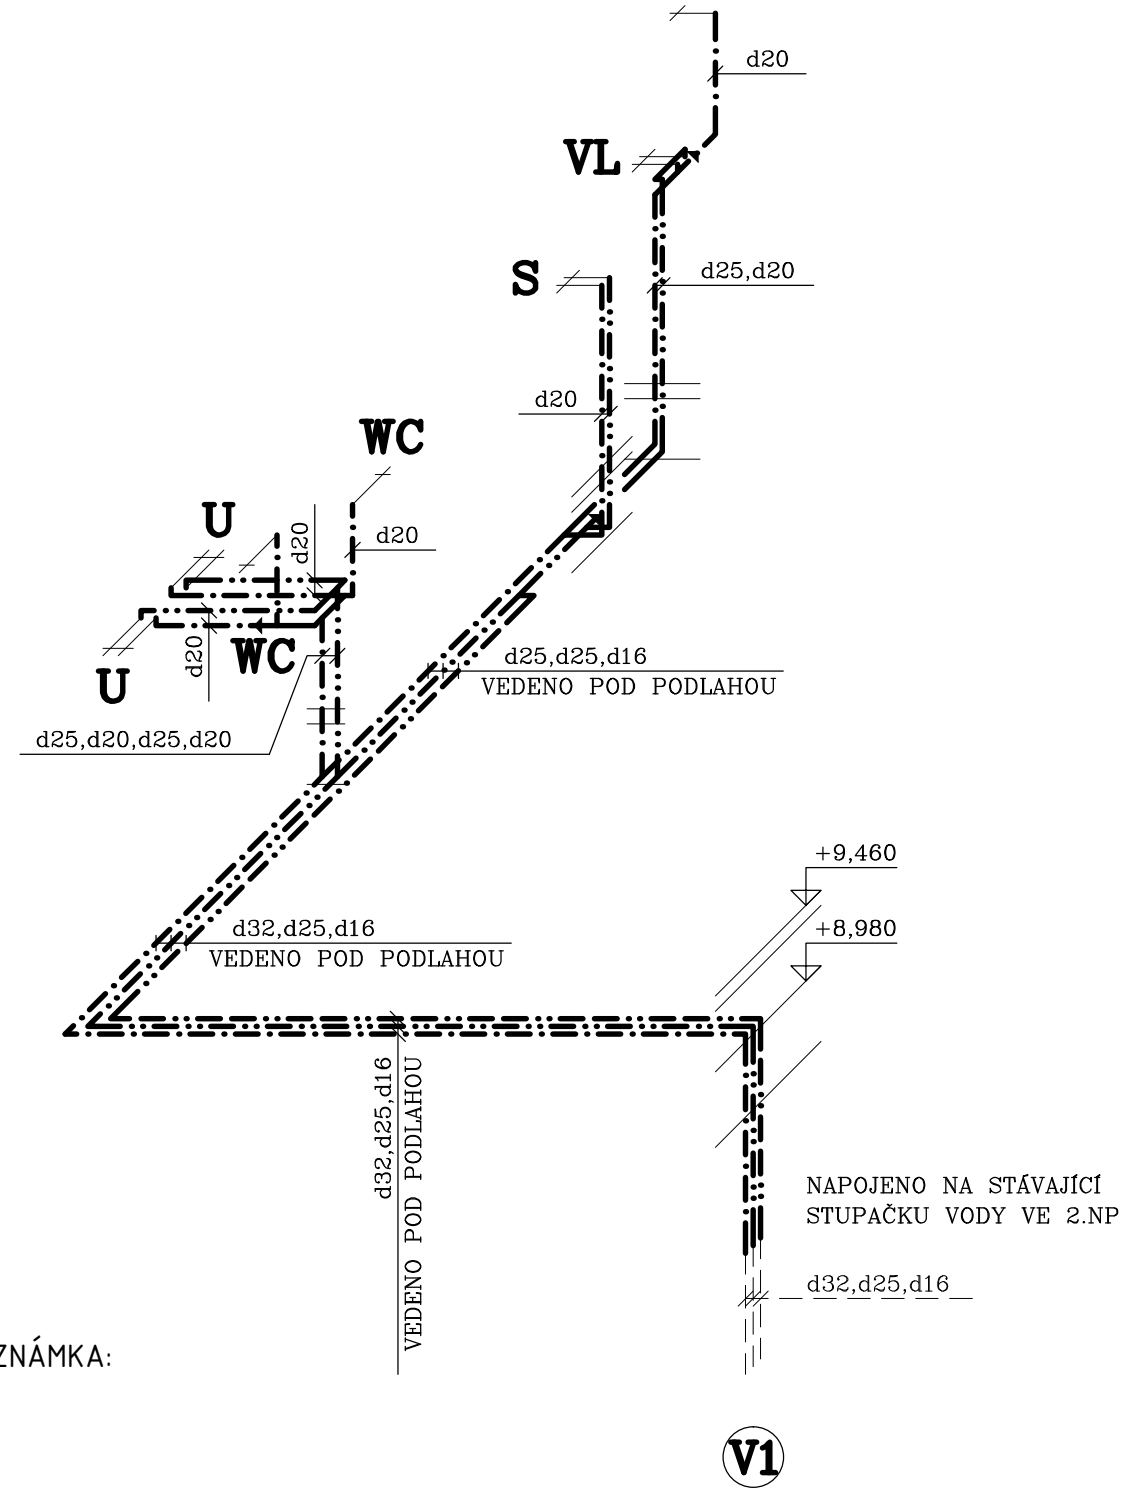 d20
VL
d25,d20
S
d20
WC
U
d20
d20
WC
d20
U
d25,d25,d16
VEDENO POD PODLAHOU
d25,d20,d25,d20
+9,460
+8,980
d32,d25,d16
VEDENO POD PODLAHOU
d32,d25,d16
VEDENO POD PODLAHOU
NAPOJENO NA STÁVAJÍCÍ
STUPAČKU VODY VE 2.NP
d32,d25,d16
ZNÁMKA:
V1